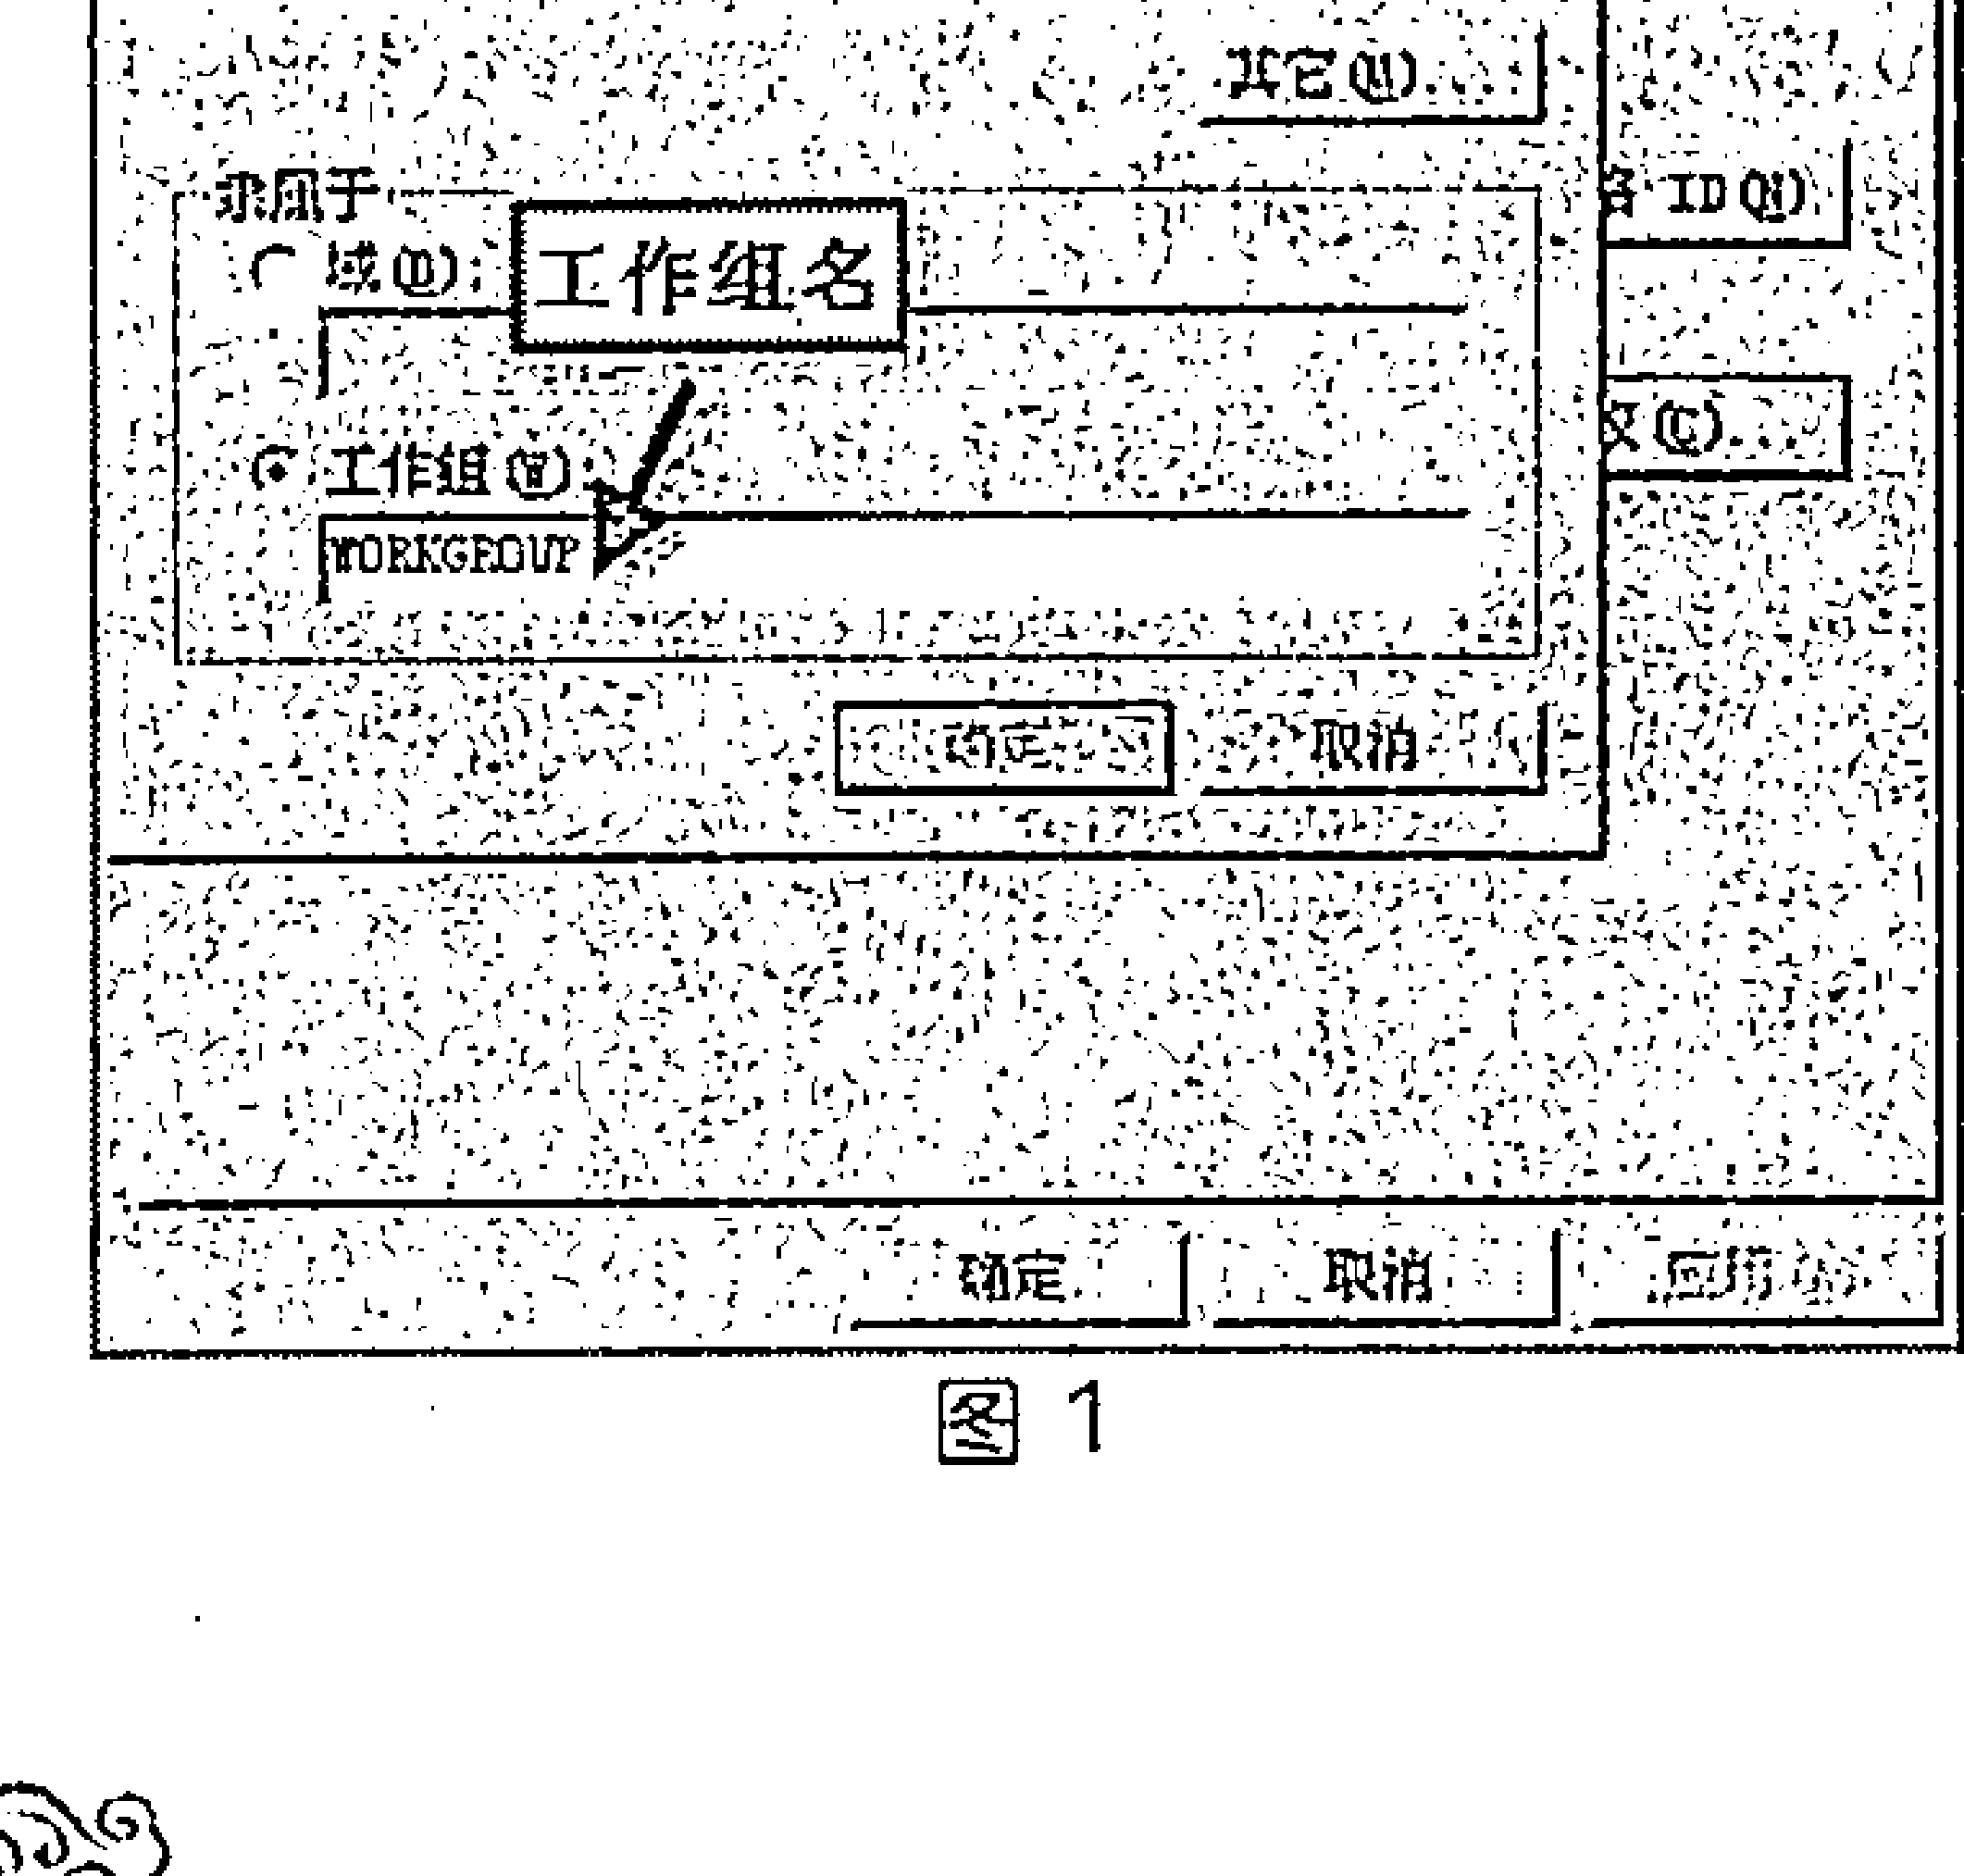 其它(M)...
隶属于
络 ID(N)
域(D):
工作组名
改(C)...
工作组(W):
WORKGROUP
确定
取消
确定
取消
应用(A)
图 1